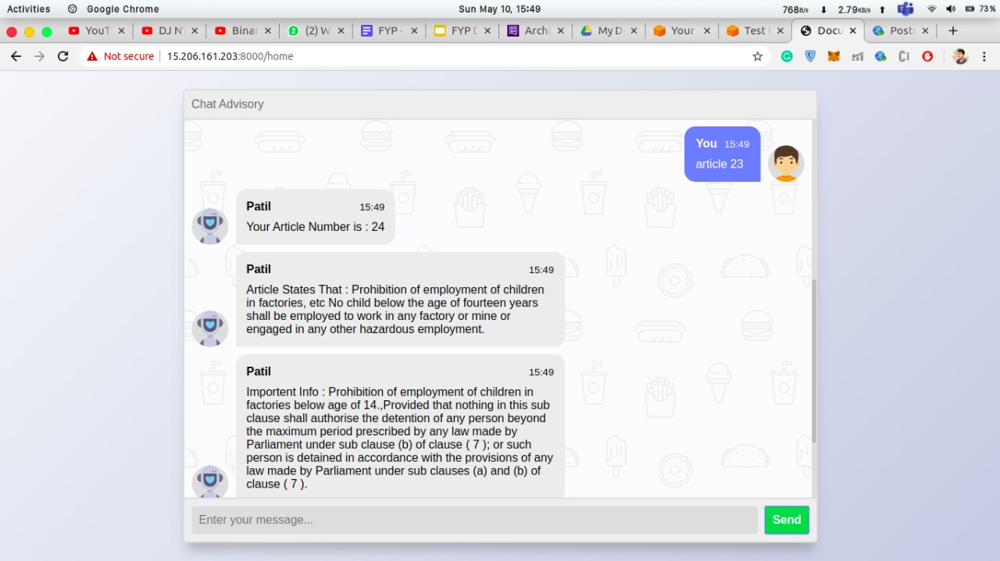 Activities Google Chrome Sun May 10, 15:49 768B/s 2.79KB/s 73%
YouT DJ N Binar (2) W FYP - FYP D Archi My D Your Test Docu Posti
Not secure 15.206.161.203:8000/home
Chat Advisory
You 15:49
article 23
Patil 15:49
Your Article Number is : 24
Patil 15:49
Article States That : Prohibition of employment of children
in factories, etc No child below the age of fourteen years
shall be employed to work in any factory or mine or
engaged in any other hazardous employment.
Patil 15:49
Importent Info : Prohibition of employment of children in
factories below age of 14.,Provided that nothing in this sub
clause shall authorise the detention of any person beyond
the maximum period prescribed by any law made by
Parliament under sub clause (b) of clause ( 7 ); or such
person is detained in accordance with the provisions of any
law made by Parliament under sub clauses (a) and (b) of
clause ( 7 ).
Enter your message... Send